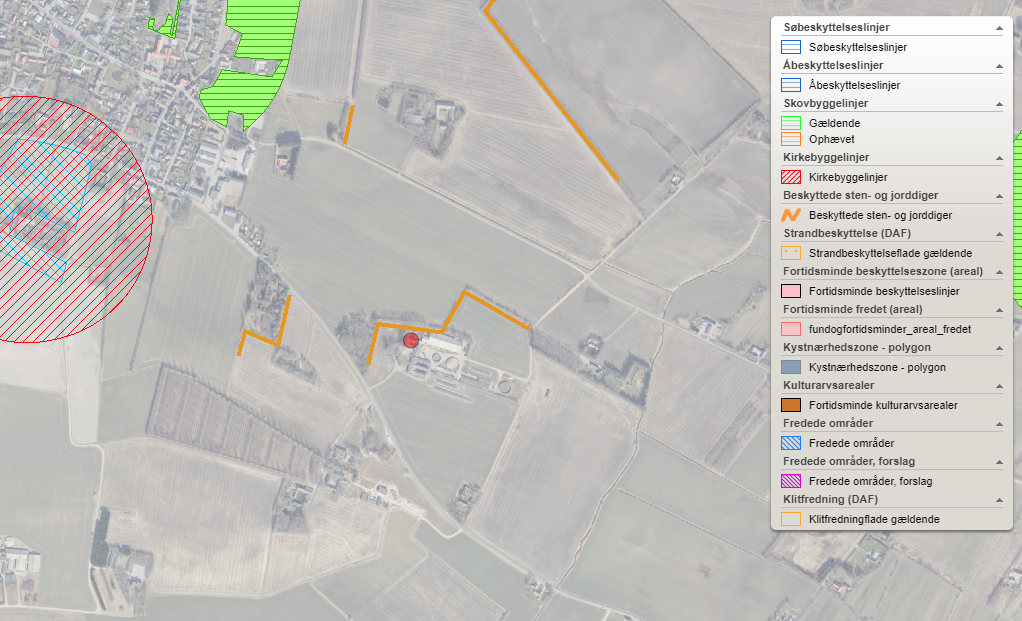 Søbeskyttelseslinjer
Søbeskyttelseslinjer
Åbeskyttelseslinjer
Åbeskyttelseslinjer
Skovbyggelinjer
Gældende
Ophævet
Kirkebyggelinjer
Kirkebyggelinjer
Beskyttede sten- og jorddiger
Beskyttede sten- og jorddiger
Strandbeskyttelse (DAF)
Strandbeskyttelseflade gældende
Fortidsminde beskyttelseszone (areal)
Fortidsminde beskyttelseslinjer
Fortidsminde fredet (areal)
fundogfortidsminder_areal_fredet
Kystnærhedszone - polygon
Kystnærhedszone - polygon
Kulturarvsarealer
Fortidsminde kulturarvsarealer
Fredede områder
Fredede områder
Fredede områder, forslag
Fredede områder, forslag
Klitfredning (DAF)
Klitfredningflade gældende